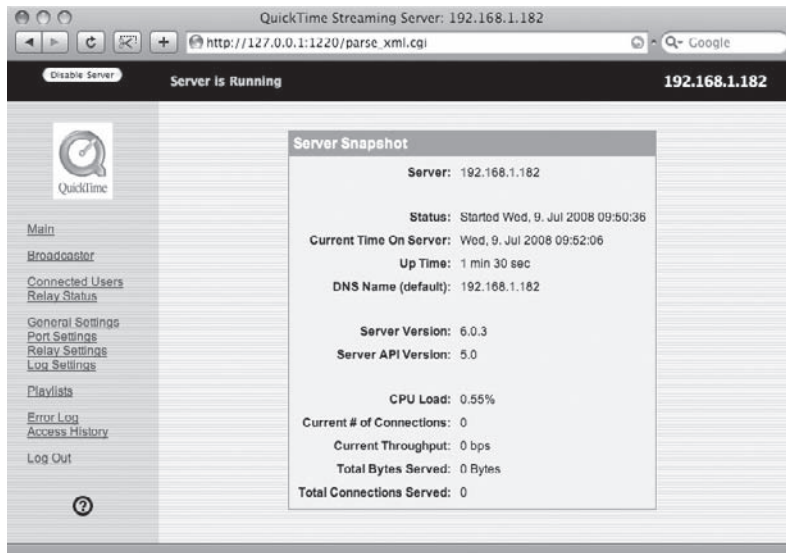 QuickTime Streaming Server: 192.168.1.182
http://127.0.0.1:1220/parse_xml.cgi
Google
Disable Server
Server is Running
192.168.1.182
QuickTime
Main
Broadcaster
Connected Users
Relay Status
General Settings
Port Settings
Relay Settings
Log Settings
Playlists
Error Log
Access History
Log Out
?
Server Snapshot
Server: 192.168.1.182
Status: Started Wed, 9. Jul 2008 09:50:36
Current Time On Server: Wed, 9. Jul 2008 09:52:06
Up Time: 1 min 30 sec
DNS Name (default): 192.168.1.182
Server Version: 6.0.3
Server API Version: 5.0
CPU Load: 0.55%
Current # of Connections: 0
Current Throughput: 0 bps
Total Bytes Served: 0 Bytes
Total Connections Served: 0